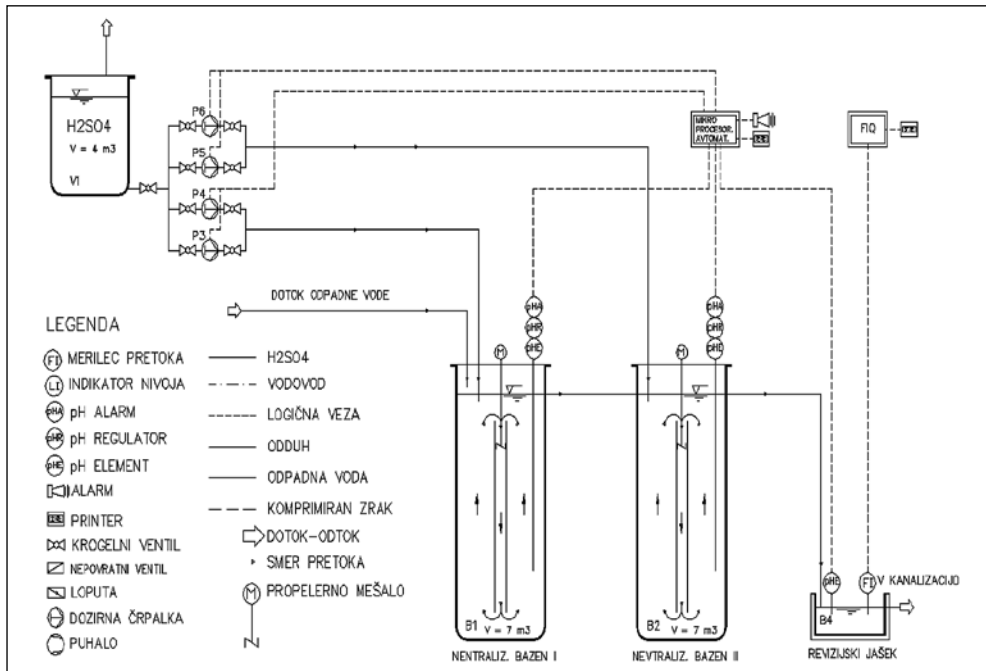 H2SO4
V = 4 m3
V1
P6
P5
P4
P3
MIKRO
PROCESOR.
AVTOMAT.
FIQ
DOTOK ODPADNE VODE
pHA
pHR
pHE
M
pHA
pHR
pHE
M
B1
V = 7 m3
NENTRALIZ. BAZEN I
B2
V = 7 m3
NEVTRALIZ. BAZEN II
pHE
FI
V KANALIZACIJO
B4
REVIZIJSKI JAŠEK
LEGENDA
FI MERILEC PRETOKA
LI INDIKATOR NIVOJA
pHA pH ALARM
pHR pH REGULATOR
pHE pH ELEMENT
ALARM
PRINTER
KROGELNI VENTIL
NEPOVRATNI VENTIL
LOPUTA
DOZIRNA ČRPALKA
PUHALO
H2SO4
VODOVOD
LOGIČNA VEZA
ODDUH
ODPADNA VODA
KOMPRIMIRAN ZRAK
DOTOK-ODTOK
SMER PRETOKA
M PROPELERNO MEŠALO